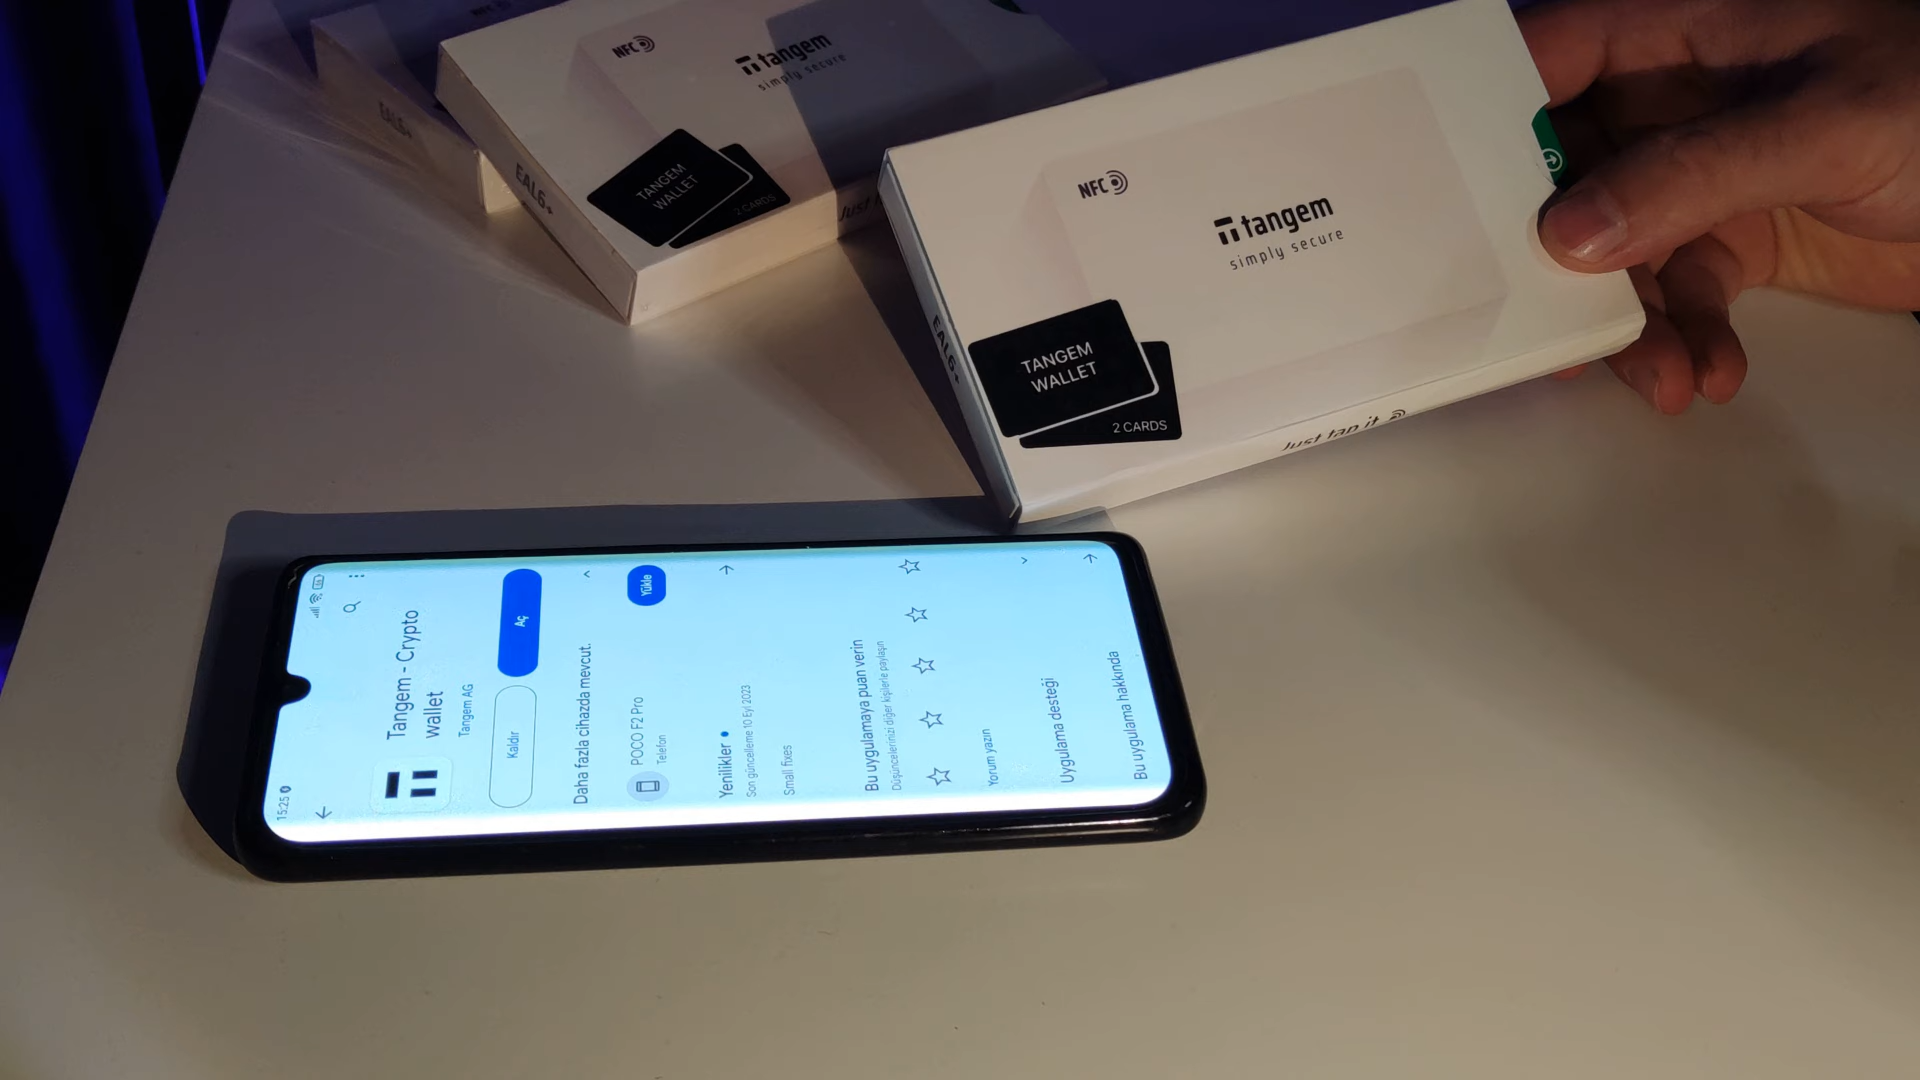 NFC
tangem
simply secure
EAL6+
TANGEM
WALLET
2 CARDS
Just
EAL6+
NFC
tangem
simply secure
EAL6+
TANGEM
WALLET
2 CARDS
Just tap it
15:25
Tangem - Crypto
wallet
Tangem AG
Kaldır
Aç
Daha fazla cihazda mevcut.
POCO F2 Pro
Telefon
Yükle
Yenilikler
Son güncelleme 10 Eyl 2023
Small fixes
Bu uygulamaya puan verin
Düşüncelerinizi diğer kişilerle paylaşın
Yorum yazın
Uygulama desteği
Bu uygulama hakkında